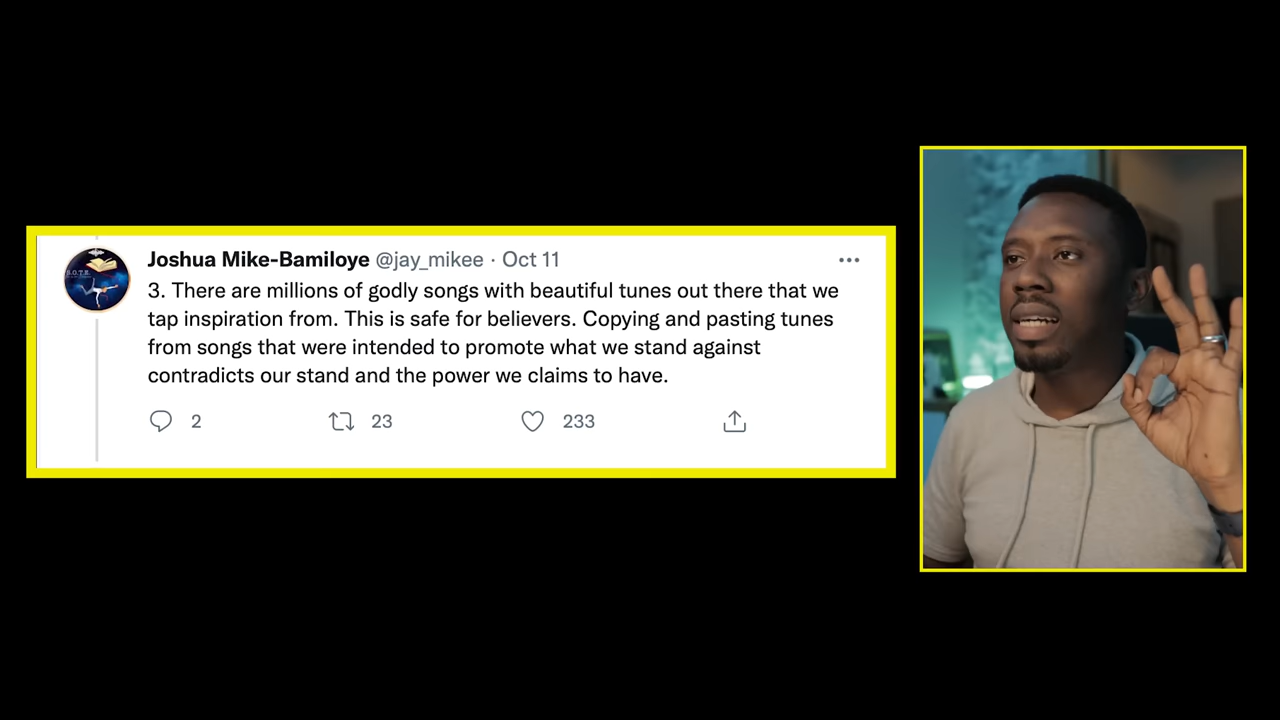 Joshua Mike-Bamiloye @jay_mikee · Oct 11
3. There are millions of godly songs with beautiful tunes out there that we
tap inspiration from. This is safe for believers. Copying and pasting tunes
from songs that were intended to promote what we stand against
contradicts our stand and the power we claims to have.
2 23 233